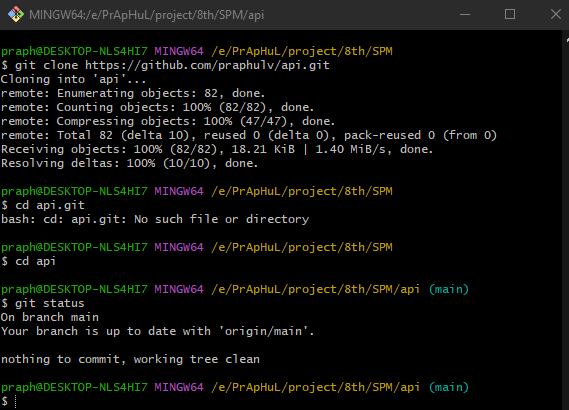 MINGW64:/e/PrApHuL/project/8th/SPM/api
praph@DESKTOP-NLS4HI7 MINGW64 /e/PrApHuL/project/8th/SPM
$ git clone https://github.com/praphulv/api.git
Cloning into 'api'...
remote: Enumerating objects: 82, done.
remote: Counting objects: 100% (82/82), done.
remote: Compressing objects: 100% (47/47), done.
remote: Total 82 (delta 10), reused 0 (delta 0), pack-reused 0 (from 0)
Receiving objects: 100% (82/82), 18.21 KiB | 1.40 MiB/s, done.
Resolving deltas: 100% (10/10), done.
praph@DESKTOP-NLS4HI7 MINGW64 /e/PrApHuL/project/8th/SPM
$ cd api.git
bash: cd: api.git: No such file or directory
praph@DESKTOP-NLS4HI7 MINGW64 /e/PrApHuL/project/8th/SPM
$ cd api
praph@DESKTOP-NLS4HI7 MINGW64 /e/PrApHuL/project/8th/SPM/api (main)
$ git status
On branch main
Your branch is up to date with 'origin/main'.
nothing to commit, working tree clean
praph@DESKTOP-NLS4HI7 MINGW64 /e/PrApHuL/project/8th/SPM/api (main)
$